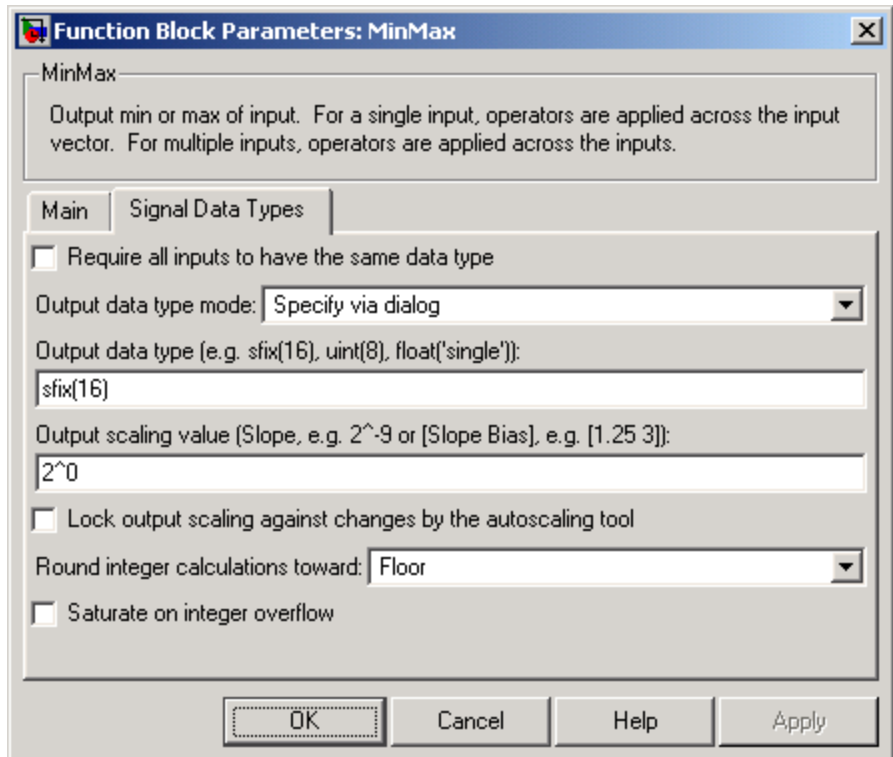 Function Block Parameters: MinMax
MinMax
Output min or max of input. For a single input, operators are applied across the input
vector. For multiple inputs, operators are applied across the inputs.
Main Signal Data Types
Require all inputs to have the same data type
Output data type mode: Specify via dialog
Output data type (e.g. sfix(16), uint(8), float('single')):
sfix(16)
Output scaling value (Slope, e.g. 2^-9 or [Slope Bias], e.g. [1.25 3]):
2^0
Lock output scaling against changes by the autoscaling tool
Round integer calculations toward: Floor
Saturate on integer overflow
OK Cancel Help Apply